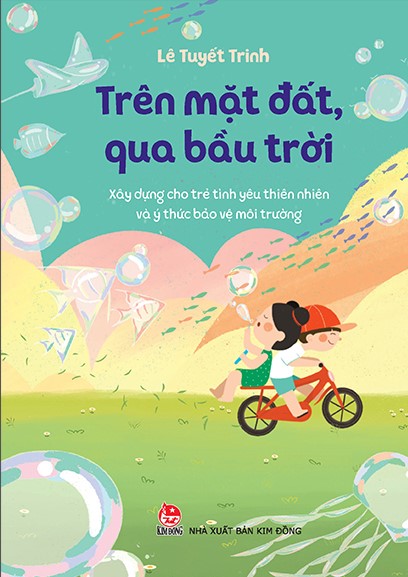 Lê Tuyết Trinh
Trên mặt đất,
qua bầu trời
Xây dựng cho trẻ tình yêu thiên nhiên
và ý thức bảo vệ môi trường
KIM ĐỒNG
NHÀ XUẤT BẢN KIM ĐỒNG